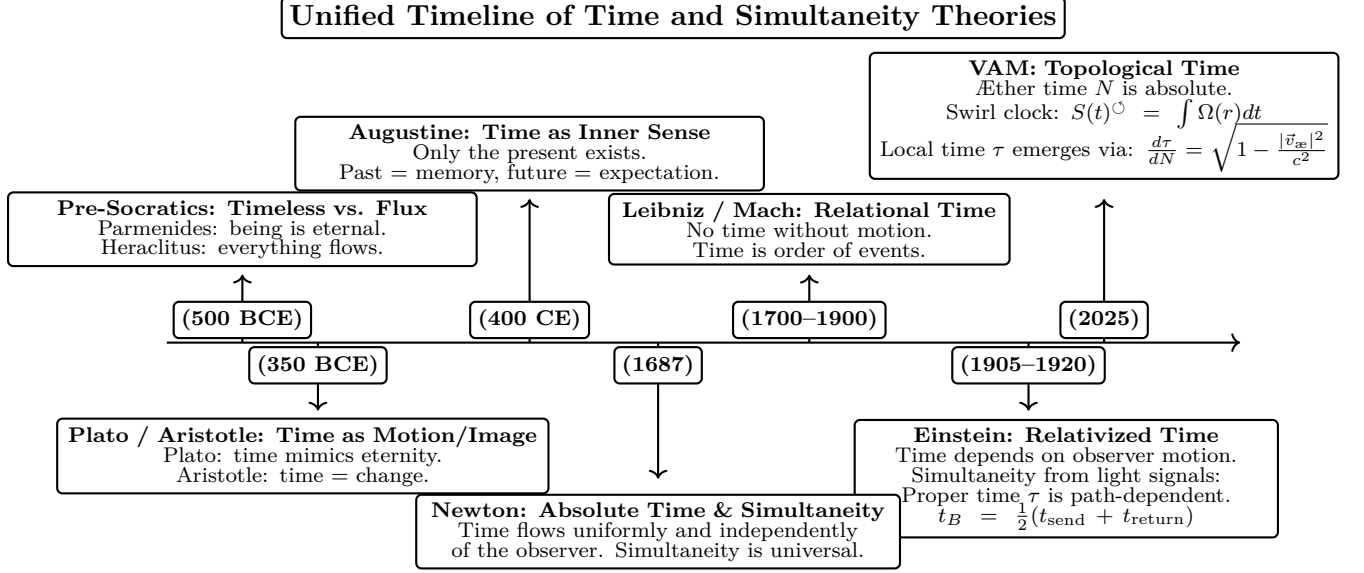 Unified Timeline of Time and Simultaneity Theories
VAM: Topological Time
Æther time N is absolute.
Swirl clock: S(t)^↺ = ∫ Ω(r)dt
Local time τ emerges via: dτ/dN = √(1 − |v⃗_æ|²/c²)
Augustine: Time as Inner Sense
Only the present exists.
Past = memory, future = expectation.
Pre-Socratics: Timeless vs. Flux
Parmenides: being is eternal.
Heraclitus: everything flows.
Leibniz / Mach: Relational Time
No time without motion.
Time is order of events.
(500 BCE)
(400 CE)
(1700–1900)
(2025)
(350 BCE)
(1687)
(1905–1920)
Plato / Aristotle: Time as Motion/Image
Plato: time mimics eternity.
Aristotle: time = change.
Einstein: Relativized Time
Time depends on observer motion.
Simultaneity from light signals:
Proper time τ is path-dependent.
t_B = ½(t_send + t_return)
Newton: Absolute Time & Simultaneity
Time flows uniformly and independently
of the observer. Simultaneity is universal.